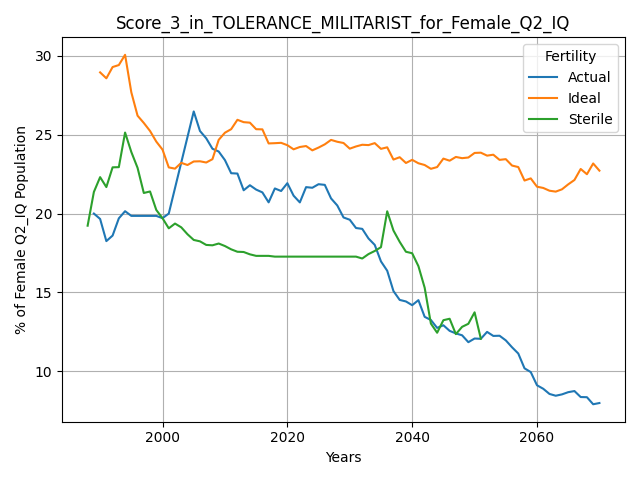 Score_3_in_TOLERANCE_MILITARIST_for_Female_Q2_IQ
Fertility
Actual
Ideal
Sterile
% of Female Q2_IQ Population
30
25
20
15
10
2000
2020
2040
2060
Years